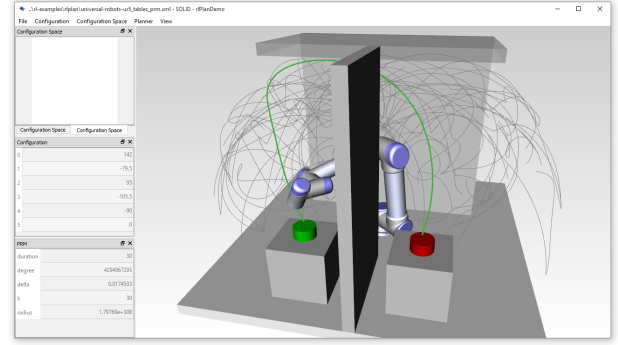 ..\rl-examples\rlplan\universal-robots-ur5_tables_prm.xml - SOLID - rlPlanDemo
File Configuration Configuration Space Planner View
Configuration Space
Configuration Space Configuration Space
Configuration
0 142
1 -79.5
2 95
3 -105.5
4 -90
5 0
PRM
duration 30
degree 4294967295
delta 0.0174533
k 30
radius 1.79769e+308